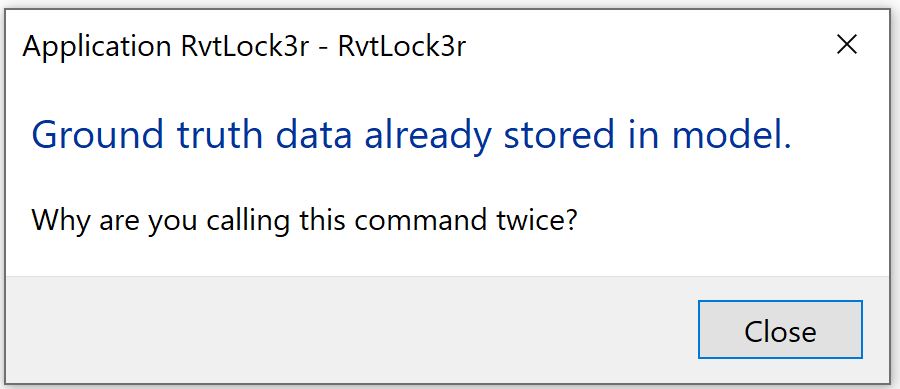 Application RvtLock3r - RvtLock3r
Ground truth data already stored in model.
Why are you calling this command twice?
Close